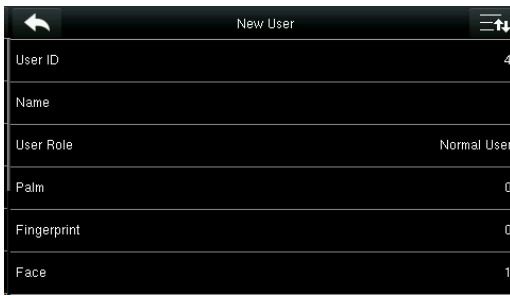 New User
User ID 4
Name
User Role Normal User
Palm 0
Fingerprint 0
Face 1